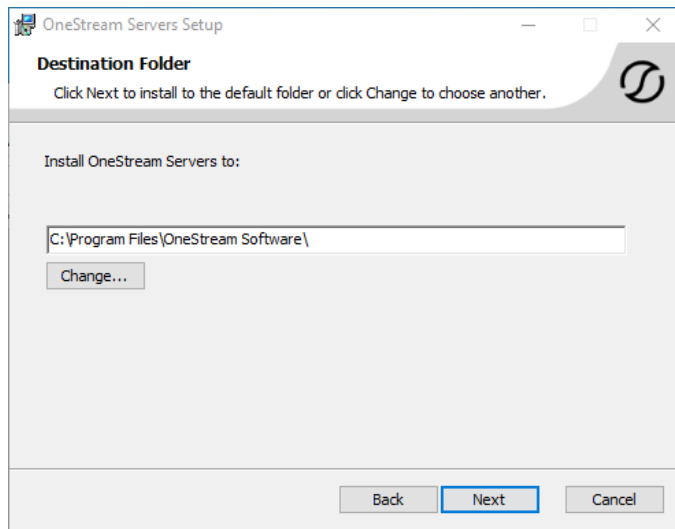 OneStream Servers Setup
Destination Folder
Click Next to install to the default folder or click Change to choose another.
Install OneStream Servers to:
C:\Program Files\OneStream Software\
Change...
Back Next Cancel